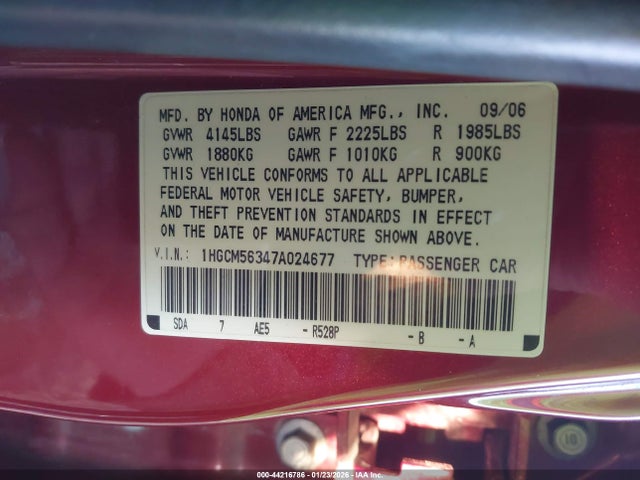 MFD. BY HONDA OF AMERICA MFG., INC. 09/06
GVWR 4145LBS GAWR F 2225LBS R 1985LBS
GVWR 1880KG GAWR F 1010KG R 900KG
THIS VEHICLE CONFORMS TO ALL APPLICABLE
FEDERAL MOTOR VEHICLE SAFETY, BUMPER,
AND THEFT PREVENTION STANDARDS IN EFFECT
ON THE DATE OF MANUFACTURE SHOWN ABOVE.
V.I.N.: 1HGCM56347A024677 TYPE:PASSENGER CAR
SDA 7 AE5 - R528P - B - A
10
000-44216786 | 01/23/2026 | IAA Inc.